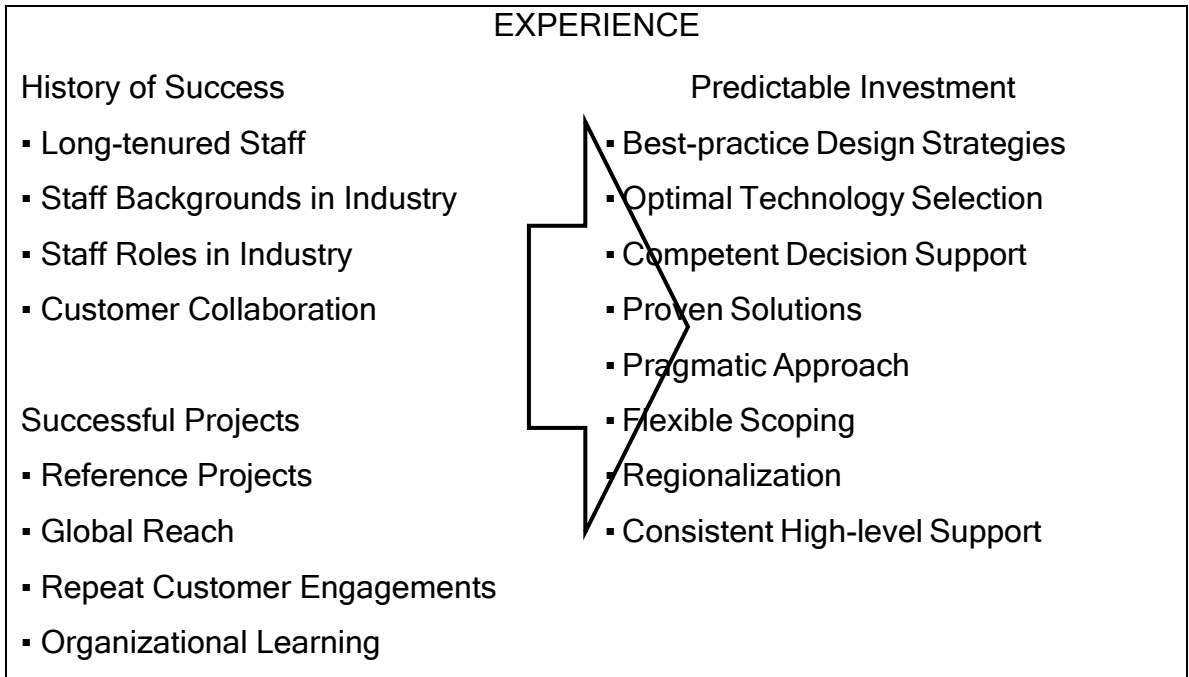 EXPERIENCE
History of Success
▪ Long-tenured Staff
▪ Staff Backgrounds in Industry
▪ Staff Roles in Industry
▪ Customer Collaboration
Successful Projects
▪ Reference Projects
▪ Global Reach
▪ Repeat Customer Engagements
▪ Organizational Learning
Predictable Investment
▪ Best-practice Design Strategies
▪ Optimal Technology Selection
▪ Competent Decision Support
▪ Proven Solutions
▪ Pragmatic Approach
▪ Flexible Scoping
▪ Regionalization
▪ Consistent High-level Support